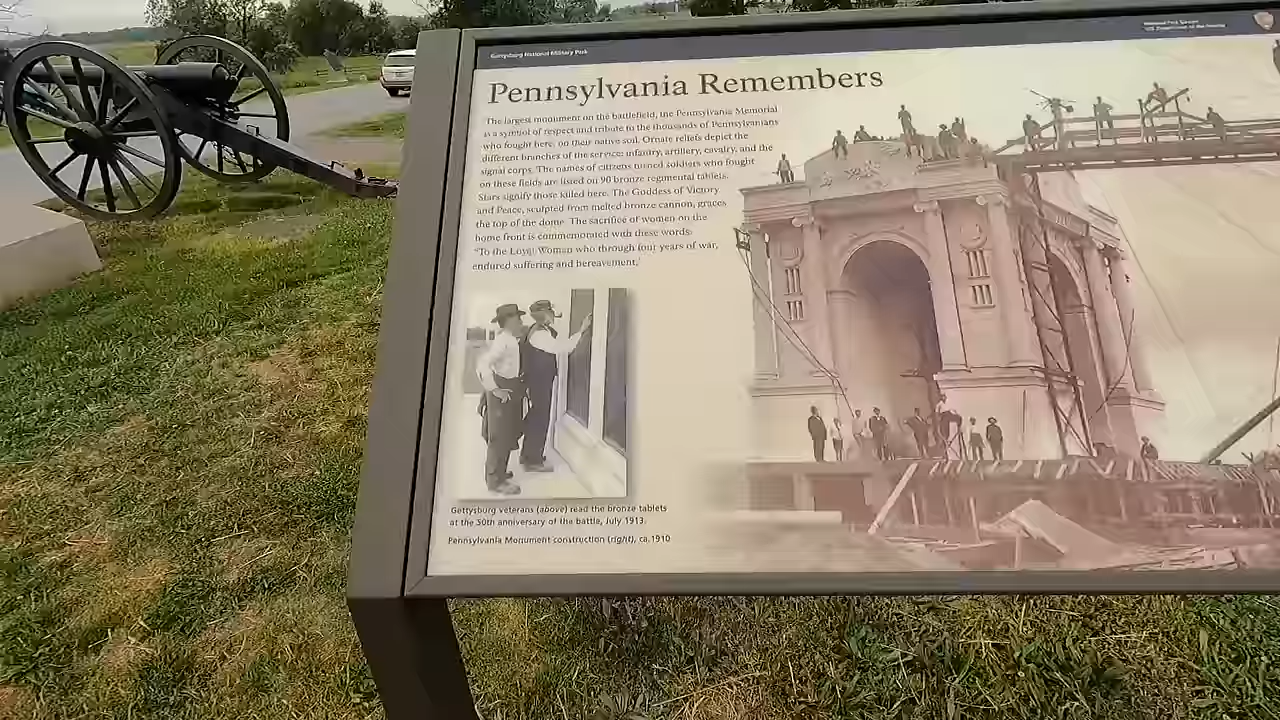 Gettysburg National Military Park
National Park Service
U.S. Department of the Interior
Pennsylvania Remembers
The largest monument on the battlefield, the Pennsylvania Memorial
is a symbol of respect and tribute to the thousands of Pennsylvanians
who fought here, on their native soil. Ornate reliefs depict the
different branches of the service: infantry, artillery, cavalry, and the
signal corps. The names of citizens turned soldiers who fought
on these fields are listed on 90 bronze regimental tablets.
Stars signify those killed here. The Goddess of Victory
and Peace, sculpted from melted bronze cannon, graces
the top of the dome. The sacrifice of women on the
home front is commemorated with these words:
"To the Loyal Women who through four years of war,
endured suffering and bereavement."
Gettysburg veterans (above) read the bronze tablets
at the 50th anniversary of the battle, July 1913.
Pennsylvania Monument construction (right), ca.1910